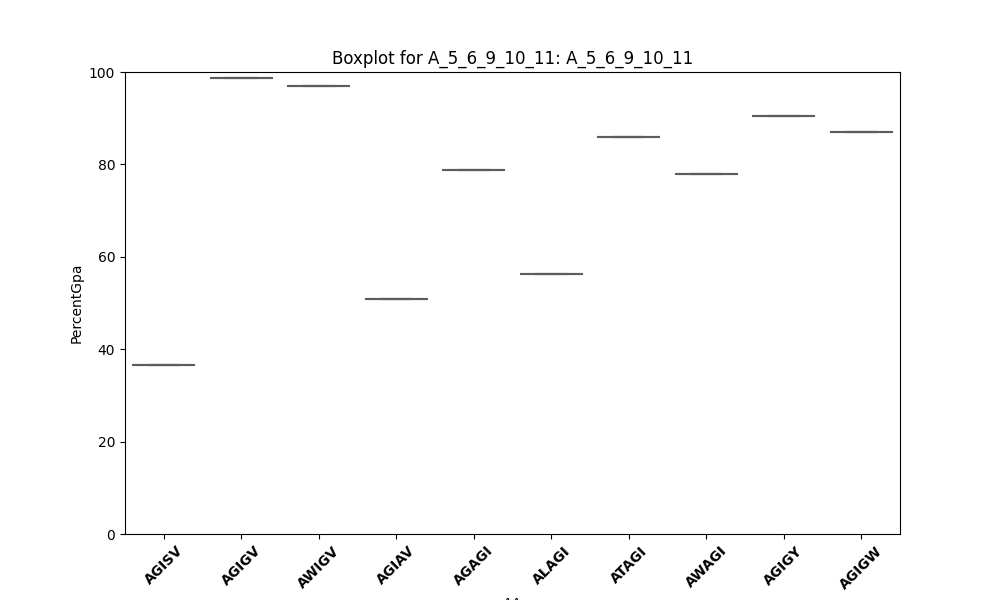 Boxplot for A_5_6_9_10_11: A_5_6_9_10_11
PercentGpa
100
80
60
40
20
0
AGISV
AGIGV
AWIGV
AGIAV
AGAGI
ALAGI
ATAGI
AWAGI
AGIGY
AGIGW